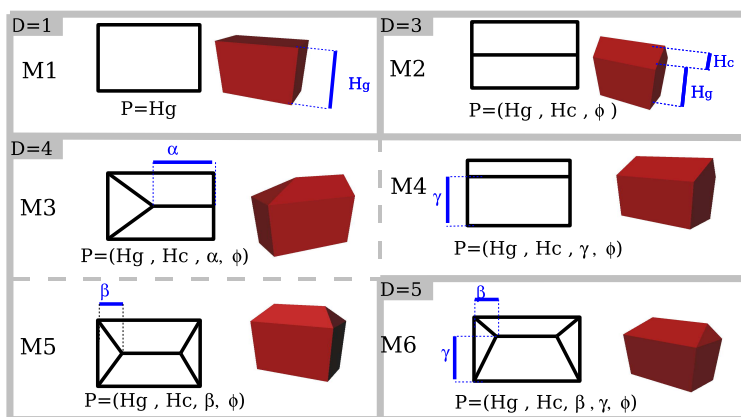 D=1
M1
P=Hg
Hg
D=3
M2
P=(Hg , Hc , ϕ )
Hc
Hg
D=4
M3
α
P=(Hg , Hc , α, ϕ)
M4
γ
P=(Hg , Hc , γ, ϕ)
M5
β
P=(Hg , Hc, β, ϕ)
D=5
M6
β
γ
P=(Hg , Hc, β , γ, ϕ)